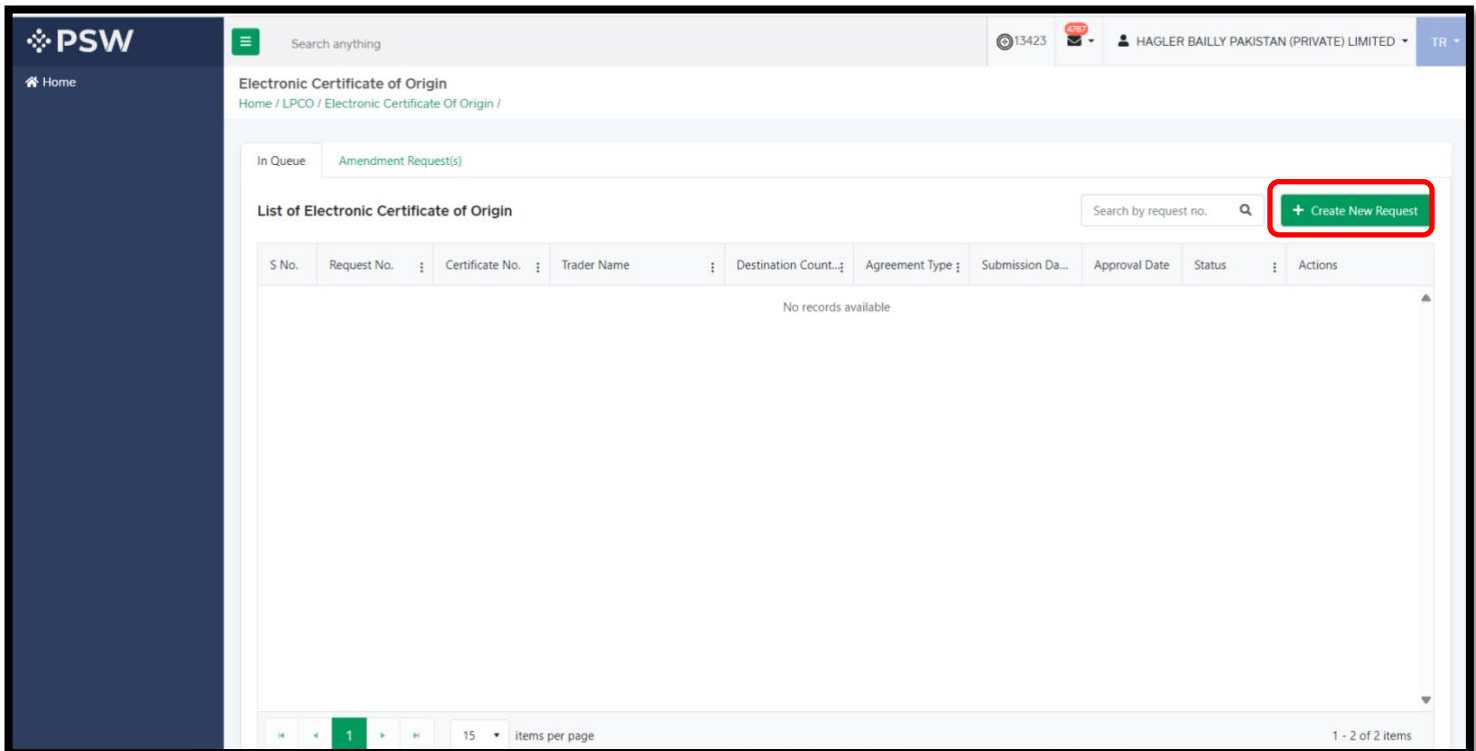 PSW
Search anything
13423
4787
HAGLER BAILLY PAKISTAN (PRIVATE) LIMITED
TR
Home
Electronic Certificate of Origin
Home / LPCO / Electronic Certificate Of Origin /
In Queue Amendment Request(s)
List of Electronic Certificate of Origin
Search by request no.
+ Create New Request
S No. Request No. Certificate No. Trader Name Destination Count... Agreement Type Submission Da... Approval Date Status Actions
No records available
1 15 items per page 1 - 2 of 2 items